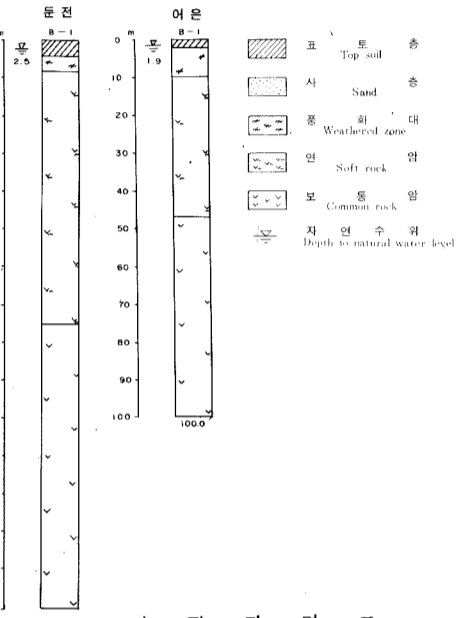 둔전
어은
m
B-1
m
B-1
2.5
1.9
0
10
20
30
40
50
60
70
80
90
100
100.0
표 토 층
Top soil
사 층
Sand
풍 화 대
Weathered zone
연 암
Soft rock
보 통 암
Common rock
자 연 수 위
Depth to natural water level